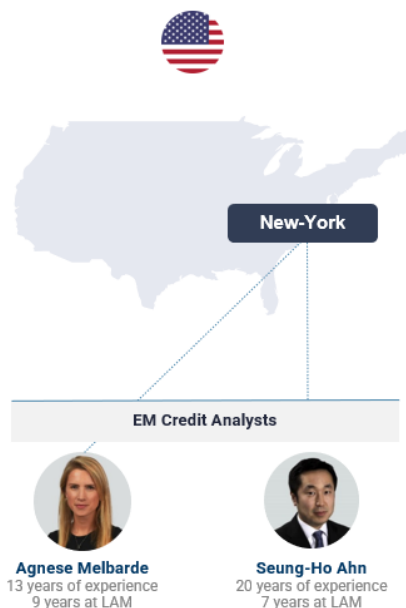 New-York
EM Credit Analysts
Agnese Melbarde
13 years of experience
9 years at LAM
Seung-Ho Ahn
20 years of experience
7 years at LAM